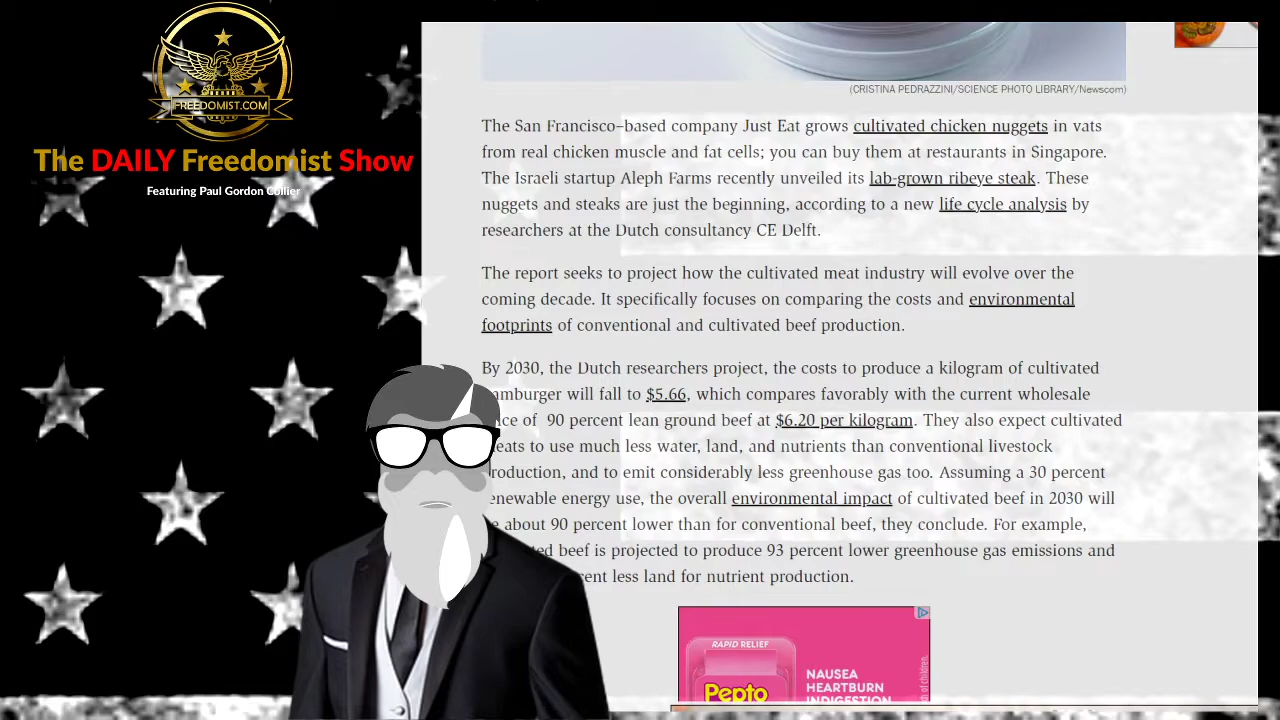 FREEDOMIST.COM
The DAILY Freedomist Show
Featuring Paul Gordon Collier
(CRISTINA PEDRAZZINI/SCIENCE PHOTO LIBRARY/Newscom)
The San Francisco–based company Just Eat grows cultivated chicken nuggets in vats
from real chicken muscle and fat cells; you can buy them at restaurants in Singapore.
The Israeli startup Aleph Farms recently unveiled its lab-grown ribeye steak. These
nuggets and steaks are just the beginning, according to a new life cycle analysis by
researchers at the Dutch consultancy CE Delft.
The report seeks to project how the cultivated meat industry will evolve over the
coming decade. It specifically focuses on comparing the costs and environmental
footprints of conventional and cultivated beef production.
By 2030, the Dutch researchers project, the costs to produce a kilogram of cultivated
hamburger will fall to $5.66, which compares favorably with the current wholesale
of 90 percent lean ground beef at $6.20 per kilogram. They also expect cultivated
meats to use much less water, land, and nutrients than conventional livestock
production, and to emit considerably less greenhouse gas too. Assuming a 30 percent
renewable energy use, the overall environmental impact of cultivated beef in 2030 will
be about 90 percent lower than for conventional beef, they conclude. For example,
beef is projected to produce 93 percent lower greenhouse gas emissions and
less land for nutrient production.
RAPID RELIEF
Pepto
NAUSEA
HEARTBURN
INDIGESTION
of children.